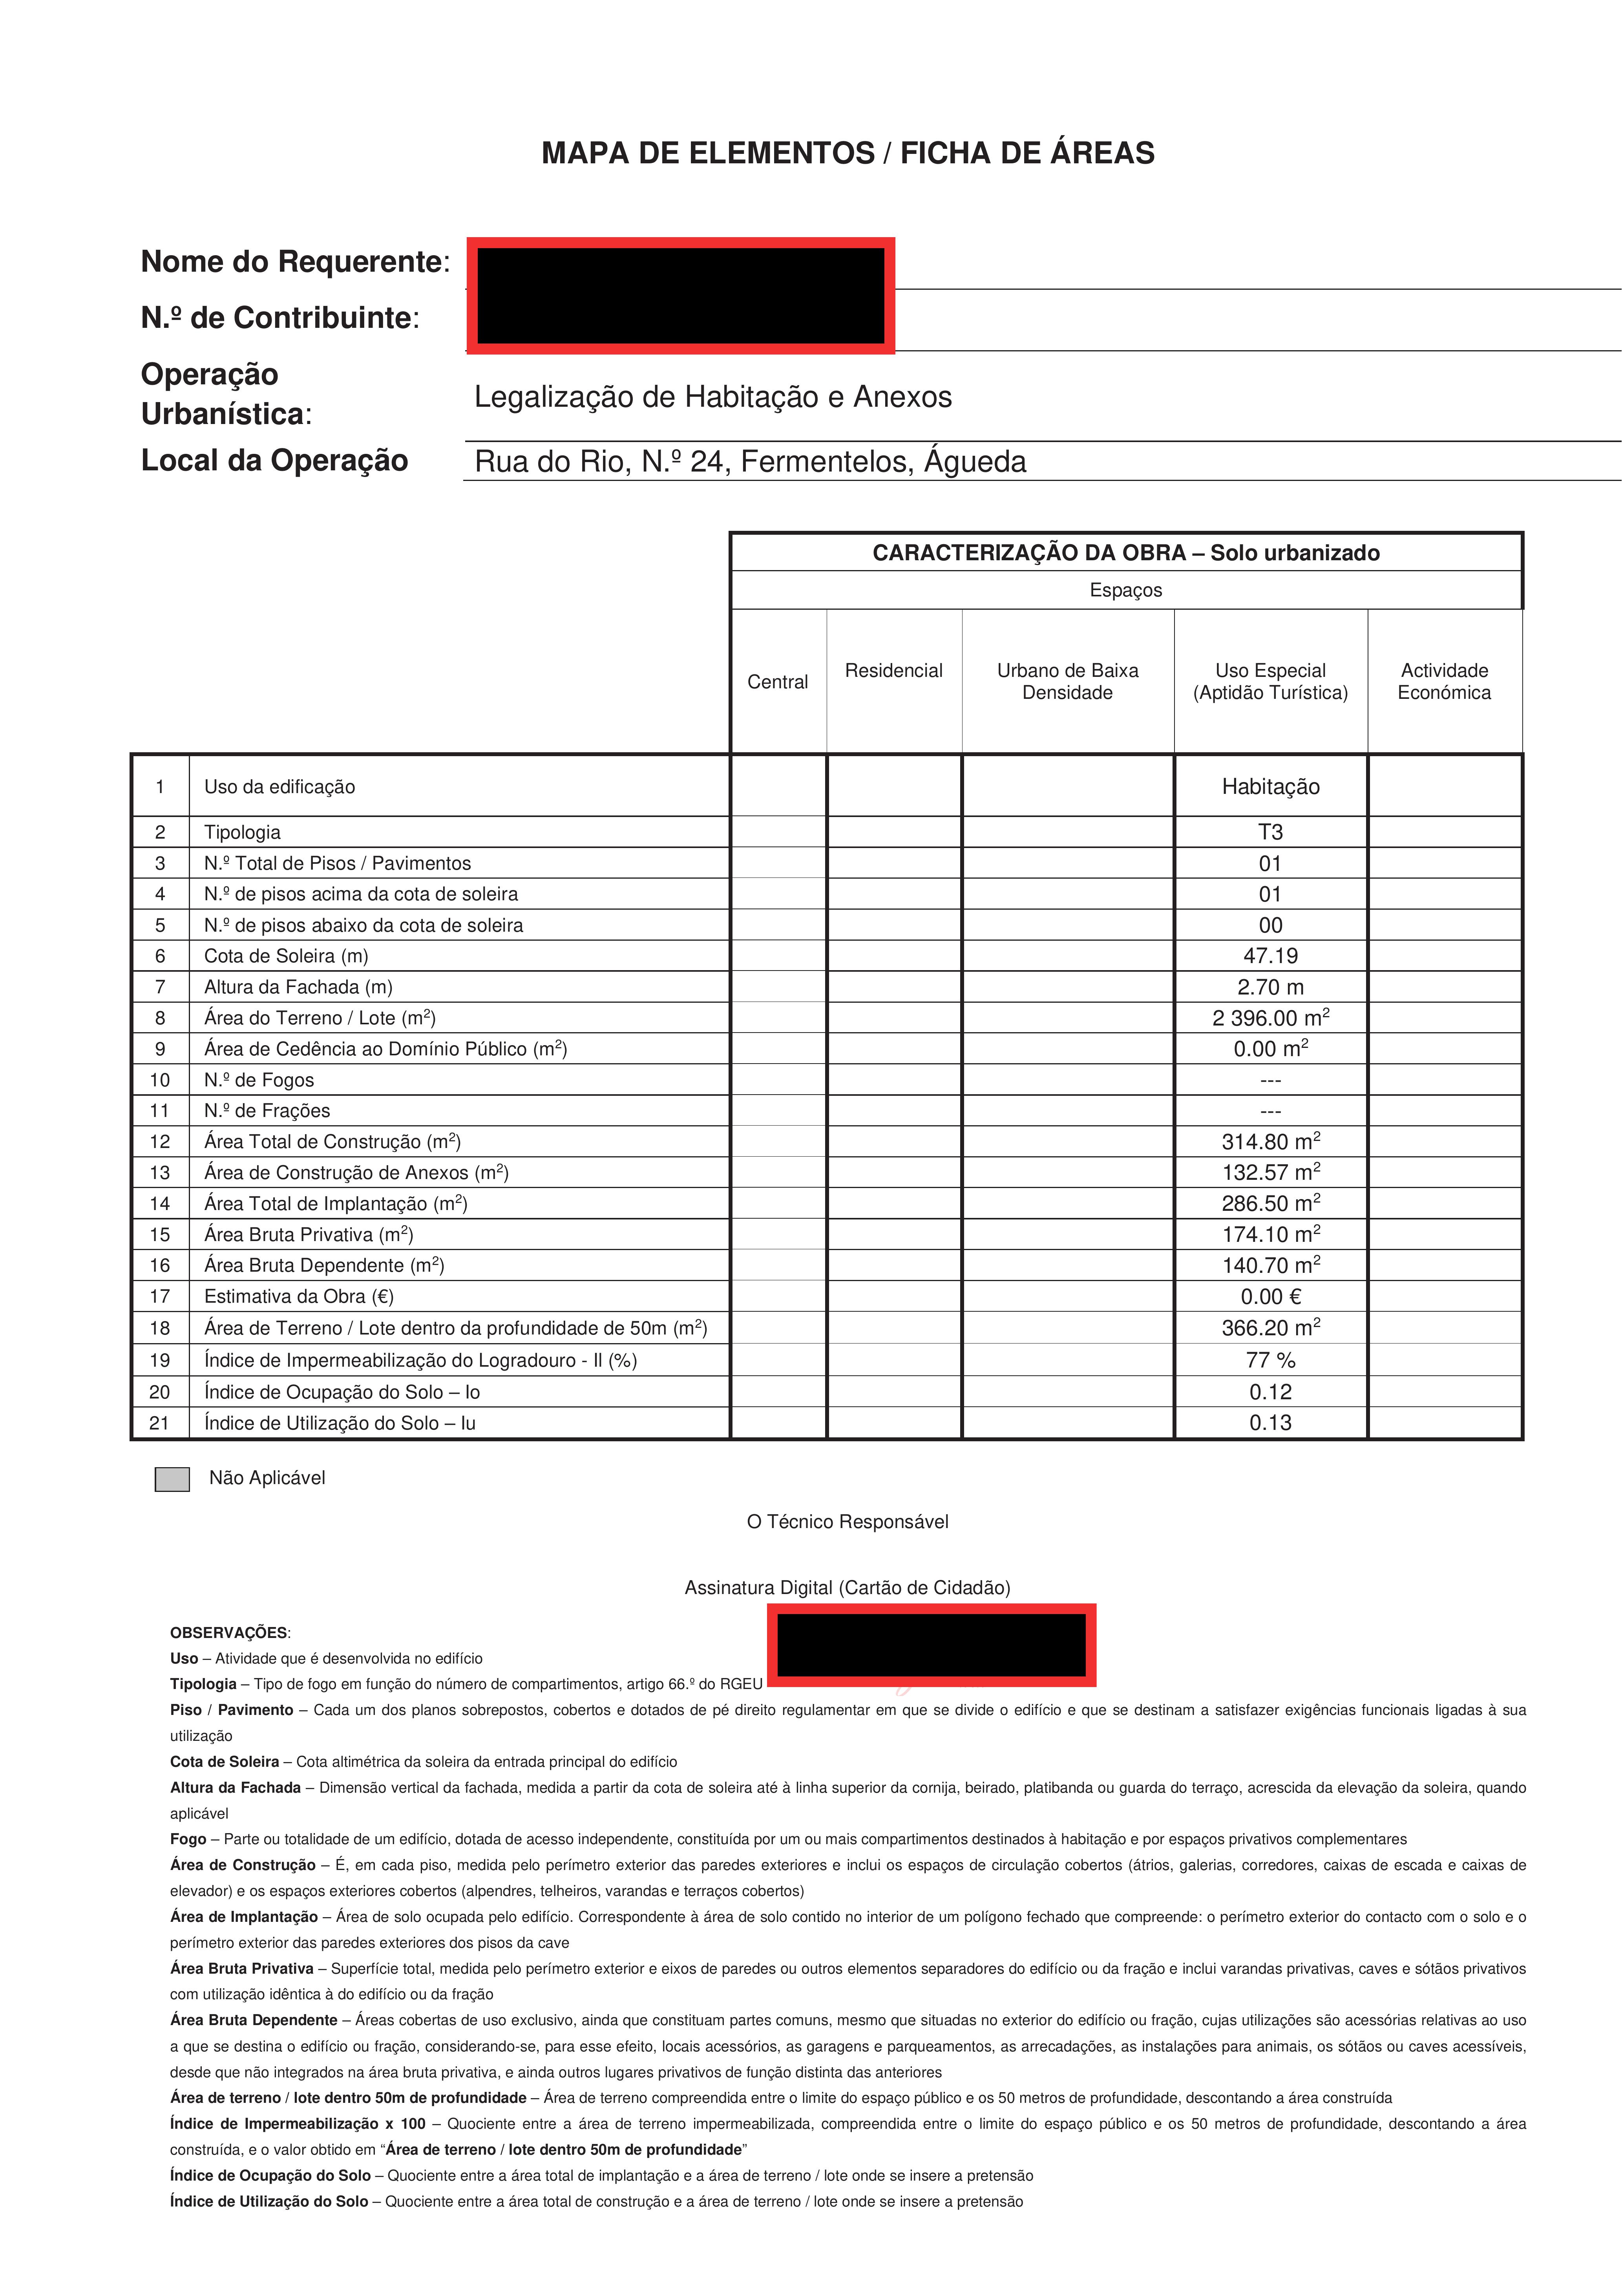 MAPA DE ELEMENTOS / FICHA DE ÁREAS
Nome do Requerente:
N.º de Contribuinte:
Operação
Urbanística:
Legalização de Habitação e Anexos
Local da Operação
Rua do Rio, N.º 24, Fermentelos, Águeda
CARACTERIZAÇÃO DA OBRA – Solo urbanizado
Espaços
Central
Residencial
Urbano de Baixa
Densidade
Uso Especial
(Aptidão Turística)
Actividade
Económica
1 Uso da edificação Habitação
2 Tipologia T3
3 N.º Total de Pisos / Pavimentos 01
4 N.º de pisos acima da cota de soleira 01
5 N.º de pisos abaixo da cota de soleira 00
6 Cota de Soleira (m) 47.19
7 Altura da Fachada (m) 2.70 m
8 Área do Terreno / Lote (m²) 2 396.00 m²
9 Área de Cedência ao Domínio Público (m²) 0.00 m²
10 N.º de Fogos ---
11 N.º de Frações ---
12 Área Total de Construção (m²) 314.80 m²
13 Área de Construção de Anexos (m²) 132.57 m²
14 Área Total de Implantação (m²) 286.50 m²
15 Área Bruta Privativa (m²) 174.10 m²
16 Área Bruta Dependente (m²) 140.70 m²
17 Estimativa da Obra (€) 0.00 €
18 Área de Terreno / Lote dentro da profundidade de 50m (m²) 366.20 m²
19 Índice de Impermeabilização do Logradouro - Il (%) 77 %
20 Índice de Ocupação do Solo – Io 0.12
21 Índice de Utilização do Solo – Iu 0.13
Não Aplicável
O Técnico Responsável
Assinatura Digital (Cartão de Cidadão)
OBSERVAÇÕES:
Uso – Atividade que é desenvolvida no edifício
Tipologia – Tipo de fogo em função do número de compartimentos, artigo 66.º do RGEU
Piso / Pavimento – Cada um dos planos sobrepostos, cobertos e dotados de pé direito regulamentar em que se divide o edifício e que se destinam a satisfazer exigências funcionais ligadas à sua
utilização
Cota de Soleira – Cota altimétrica da soleira da entrada principal do edifício
Altura da Fachada – Dimensão vertical da fachada, medida a partir da cota de soleira até à linha superior da cornija, beirado, platibanda ou guarda do terraço, acrescida da elevação da soleira, quando
aplicável
Fogo – Parte ou totalidade de um edifício, dotada de acesso independente, constituída por um ou mais compartimentos destinados à habitação e por espaços privativos complementares
Área de Construção – É, em cada piso, medida pelo perímetro exterior das paredes exteriores e inclui os espaços de circulação cobertos (átrios, galerias, corredores, caixas de escada e caixas de
elevador) e os espaços exteriores cobertos (alpendres, telheiros, varandas e terraços cobertos)
Área de Implantação – Área de solo ocupada pelo edifício. Correspondente à área de solo contido no interior de um polígono fechado que compreende: o perímetro exterior do contacto com o solo e o
perímetro exterior das paredes exteriores dos pisos da cave
Área Bruta Privativa – Superfície total, medida pelo perímetro exterior e eixos de paredes ou outros elementos separadores do edifício ou da fração e inclui varandas privativas, caves e sótãos privativos
com utilização idêntica à do edifício ou da fração
Área Bruta Dependente – Áreas cobertas de uso exclusivo, ainda que constituam partes comuns, mesmo que situadas no exterior do edifício ou fração, cujas utilizações são acessórias relativas ao uso
a que se destina o edifício ou fração, considerando-se, para esse efeito, locais acessórios, as garagens e parqueamentos, as arrecadações, as instalações para animais, os sótãos ou caves acessíveis,
desde que não integrados na área bruta privativa, e ainda outros lugares privativos de função distinta das anteriores
Área de terreno / lote dentro 50m de profundidade – Área de terreno compreendida entre o limite do espaço público e os 50 metros de profundidade, descontando a área construída
Índice de Impermeabilização x 100 – Quociente entre a área de terreno impermeabilizada, compreendida entre o limite do espaço público e os 50 metros de profundidade, descontando a área
construída, e o valor obtido em “Área de terreno / lote dentro 50m de profundidade”
Índice de Ocupação do Solo – Quociente entre a área total de implantação e a área de terreno / lote onde se insere a pretensão
Índice de Utilização do Solo – Quociente entre a área total de construção e a área de terreno / lote onde se insere a pretensão